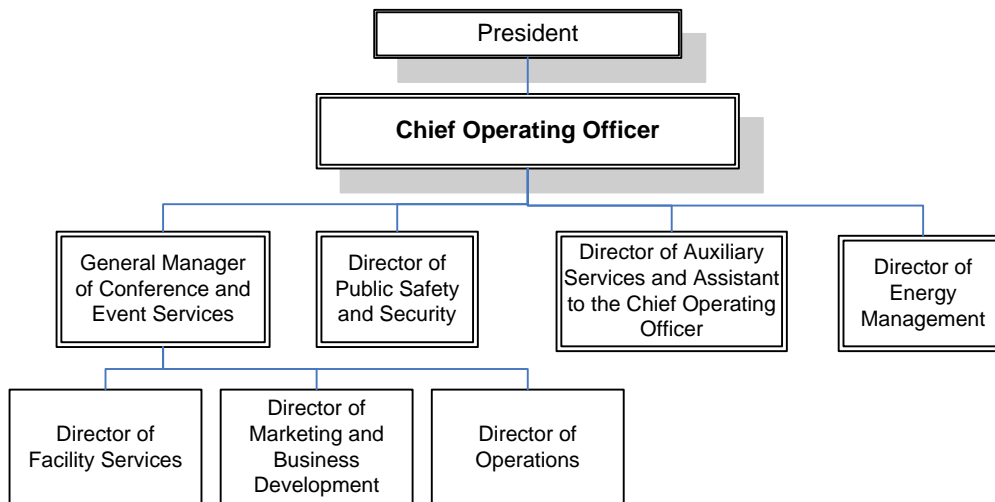 President
Chief Operating Officer
General Manager
of Conference and
Event Services
Director of
Public Safety
and Security
Director of Auxiliary
Services and Assistant
to the Chief Operating
Officer
Director of
Energy
Management
Director of
Facility Services
Director of
Marketing and
Business
Development
Director of
Operations